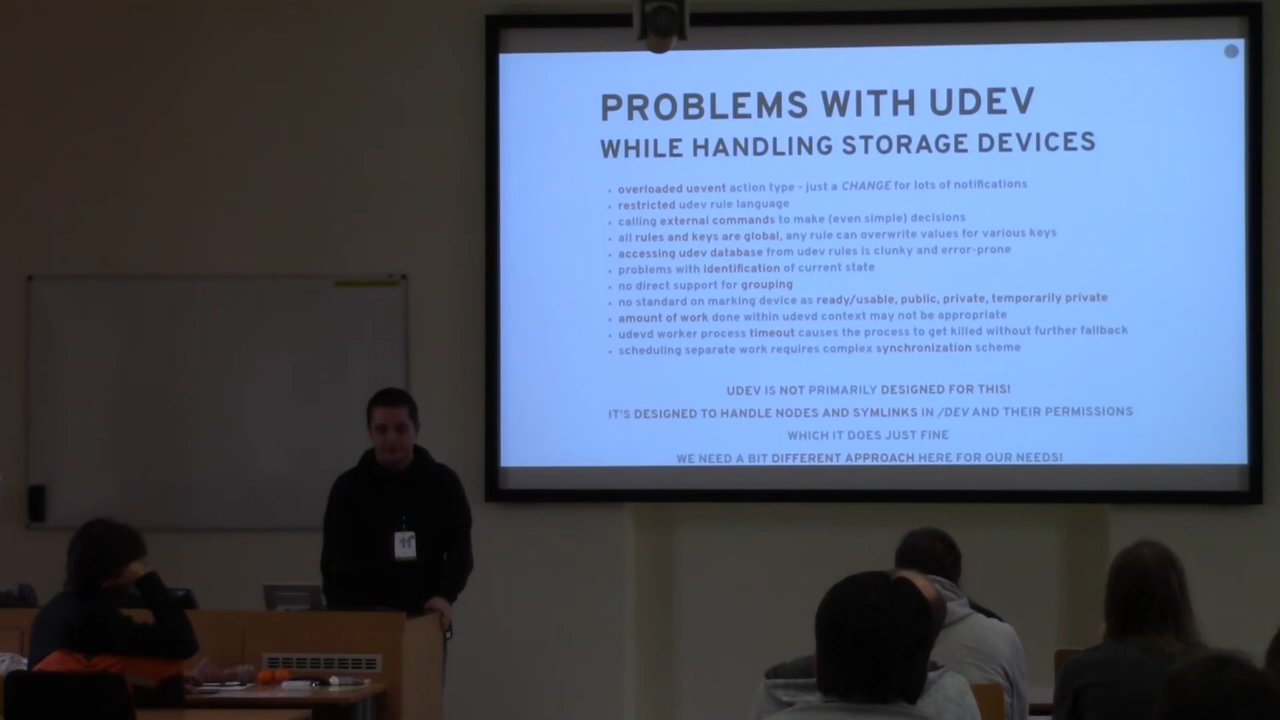 PROBLEMS WITH UDEV
WHILE HANDLING STORAGE DEVICES
• overloaded uevent action type - just a CHANGE for lots of notifications
• restricted udev rule language
• calling external commands to make (even simple) decisions
• all rules and keys are global, any rule can overwrite values for various keys
• accessing udev database from udev rules is clunky and error-prone
• problems with identification of current state
• no direct support for grouping
• no standard on marking device as ready/usable, public, private, temporarily private
• amount of work done within udevd context may not be appropriate
• udevd worker process timeout causes the process to get killed without further fallback
• scheduling separate work requires complex synchronization scheme
UDEV IS NOT PRIMARILY DESIGNED FOR THIS!
IT'S DESIGNED TO HANDLE NODES AND SYMLINKS IN /DEV AND THEIR PERMISSIONS
WHICH IT DOES JUST FINE
WE NEED A BIT DIFFERENT APPROACH HERE FOR OUR NEEDS!